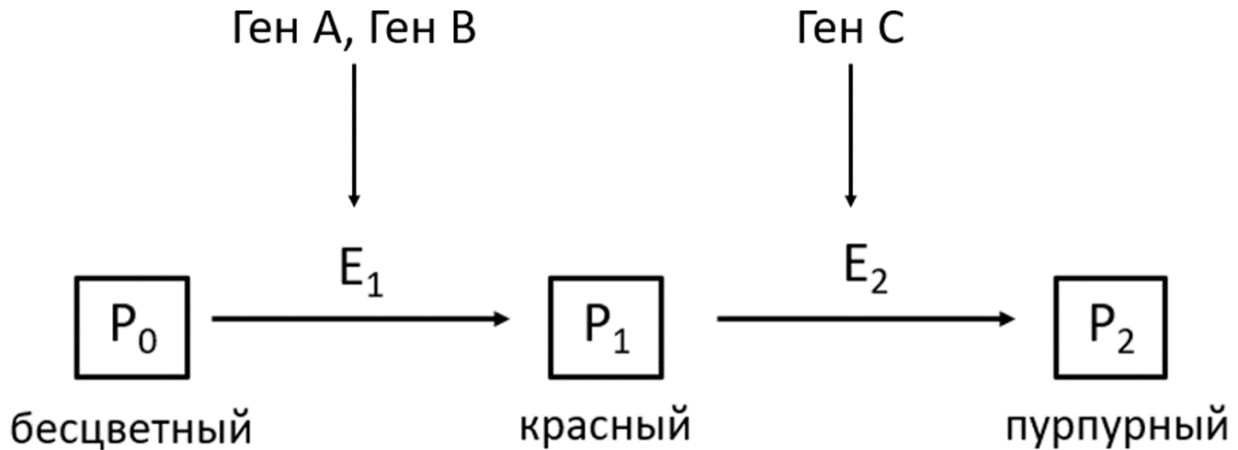 Ген А, Ген В Ген С
E₁ E₂
P₀ P₁ P₂
бесцветный красный пурпурный